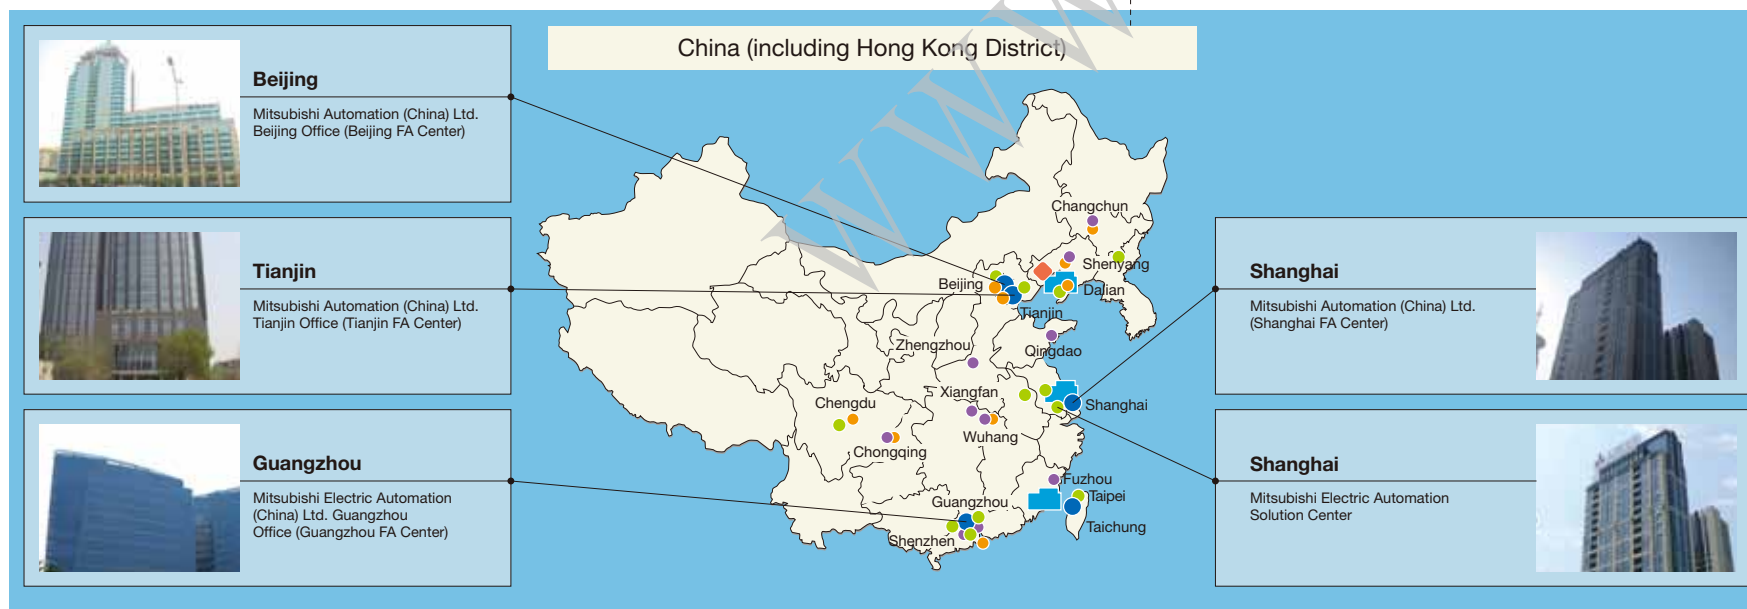 China (including Hong Kong District)
Beijing
Mitsubishi Automation (China) Ltd.
Beijing Office (Beijing FA Center)
Tianjin
Mitsubishi Automation (China) Ltd.
Tianjin Office (Tianjin FA Center)
Guangzhou
Mitsubishi Electric Automation
(China) Ltd. Guangzhou
Office (Guangzhou FA Center)
Changchun
Shenyang
Beijing
Dalian
Tianjin
Zhengzhou
Qingdao
Xiangfan
Chengdu
Shanghai
Wuhang
Chongqing
Fuzhou
Guangzhou
Taipei
Taichung
Shenzhen
Shanghai
Mitsubishi Automation (China) Ltd.
(Shanghai FA Center)
Shanghai
Mitsubishi Electric Automation
Solution Center
WWW